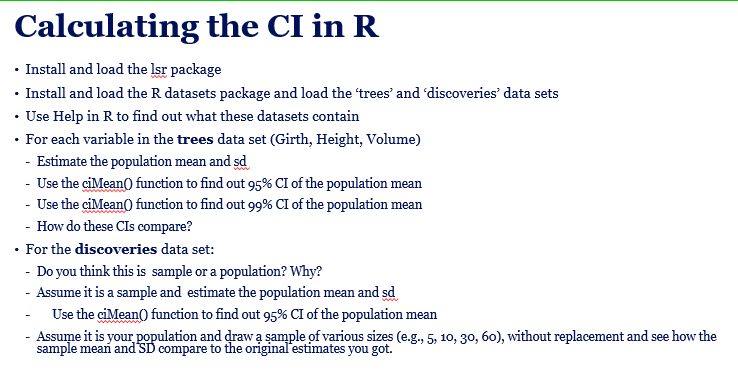 Calculating the CI in R
• Install and load the lsr package
• Install and load the R datasets package and load the ‘trees’ and ‘discoveries’ data sets
• Use Help in R to find out what these datasets contain
• For each variable in the trees data set (Girth, Height, Volume)
- Estimate the population mean and sd
- Use the ciMean() function to find out 95% CI of the population mean
- Use the ciMean() function to find out 99% CI of the population mean
- How do these CIs compare?
• For the discoveries data set:
- Do you think this is sample or a population? Why?
- Assume it is a sample and estimate the population mean and sd
- Use the ciMean() function to find out 95% CI of the population mean
- Assume it is your population and draw a sample of various sizes (e.g., 5, 10, 30, 60), without replacement and see how the
sample mean and SD compare to the original estimates you got.